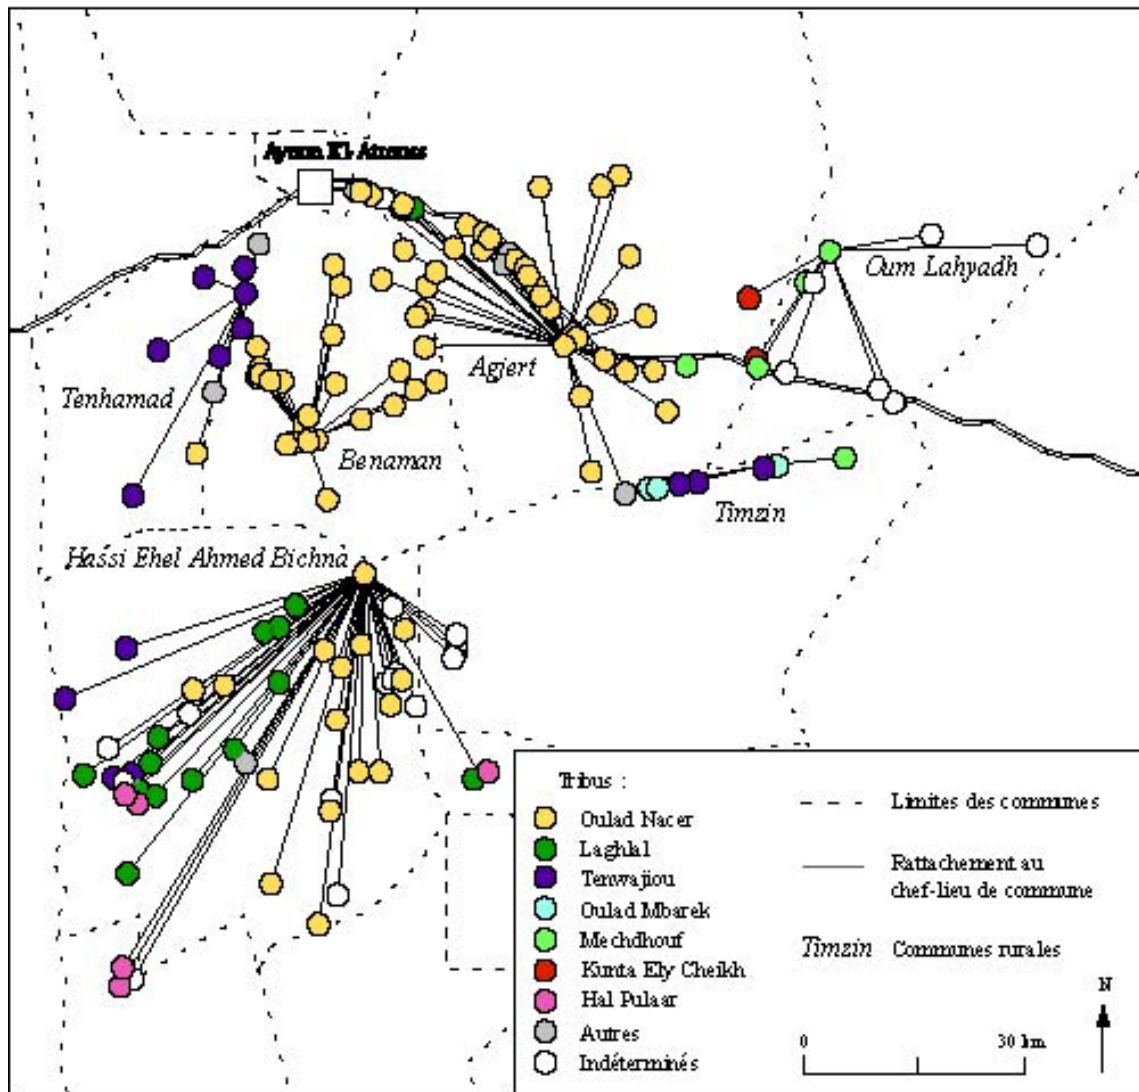 Oum Lahyadh
Agjert
Tenhamad
Benaman
Timzin
Hassi Ehel Ahmed Bichna
Tribus :
Oulad Nacer
Laghlal
Tenwajiou
Oulad Mbarek
Mechdhouf
Kunta Ely Cheikh
Hal Pulaar
Autres
Indéterminés
Limites des communes
Rattachement au
chef-lieu de commune
Timzin Communes rurales
N
0 30 km